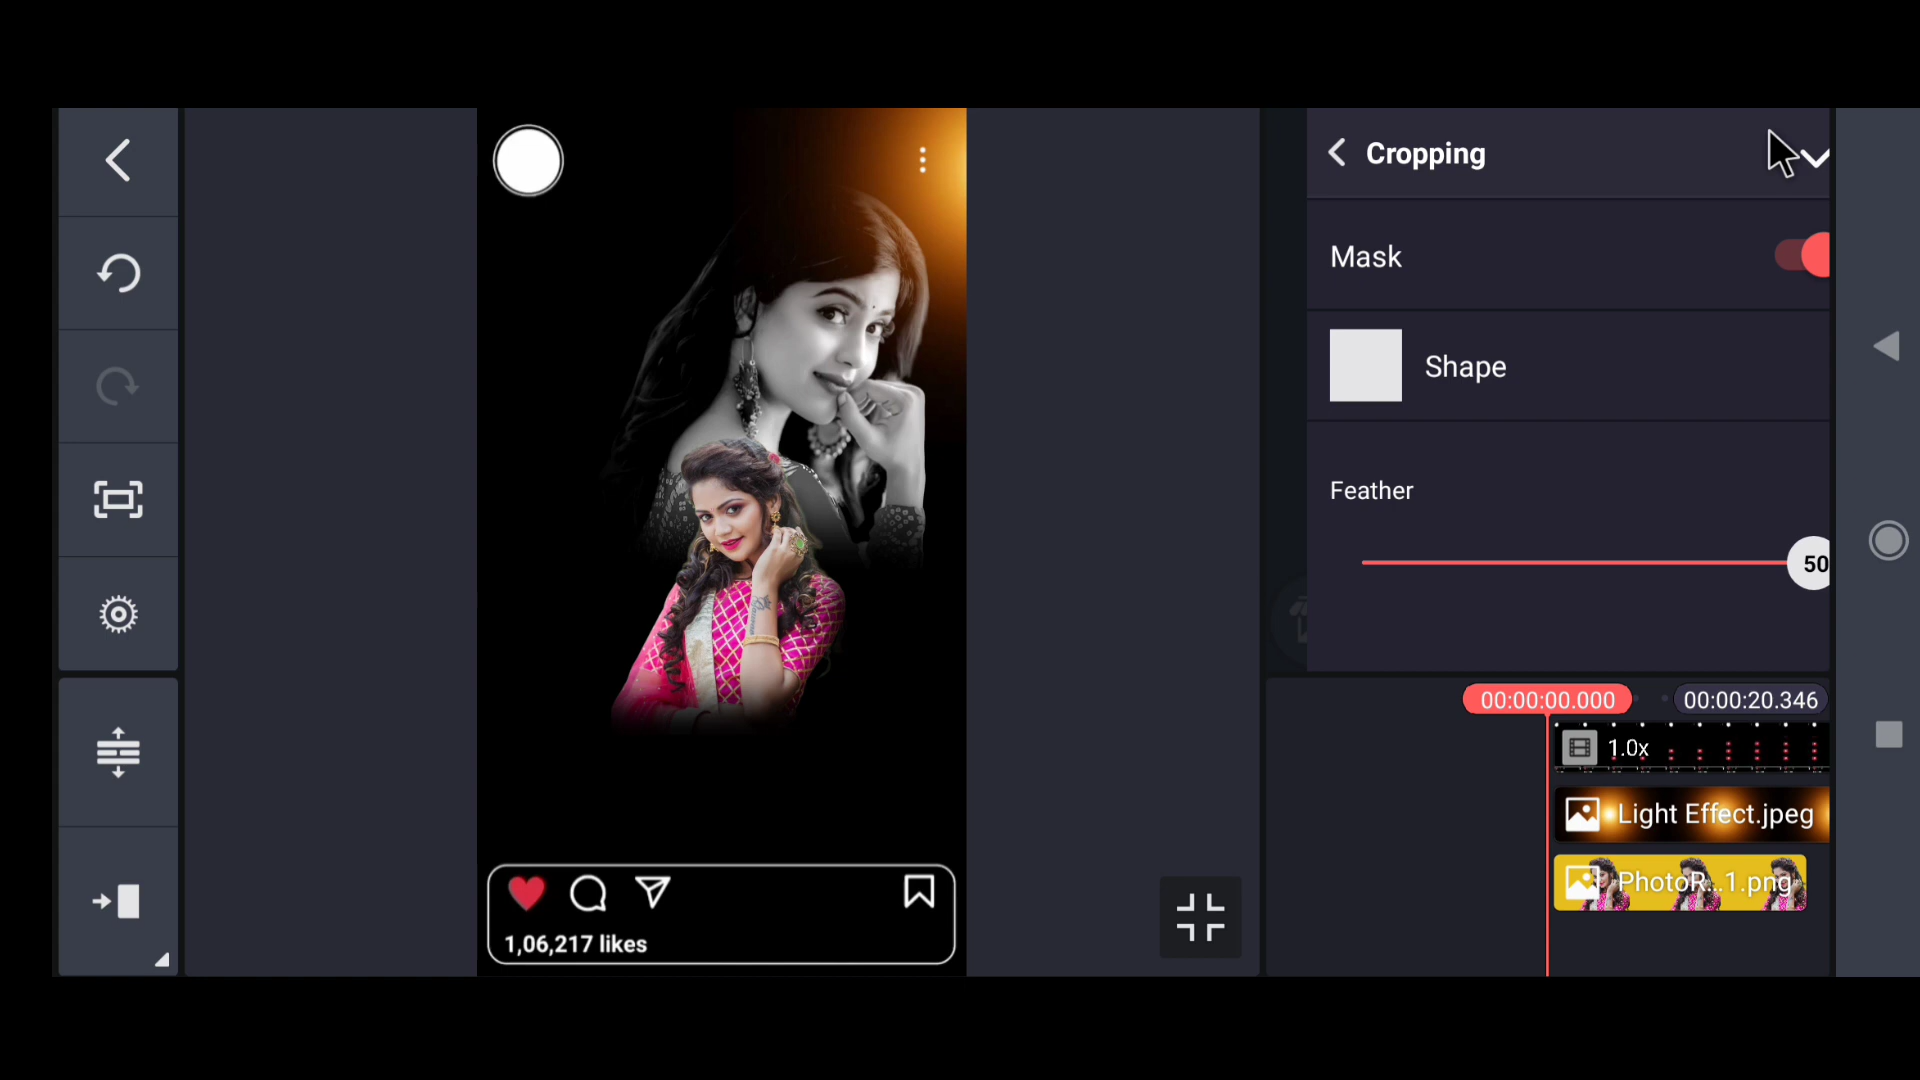 Cropping
Mask
Shape
Feather
50
00:00:00.000
00:00:20.346
1.0x
Light Effect.jpeg
PhotoR...1.png
1,06,217 likes